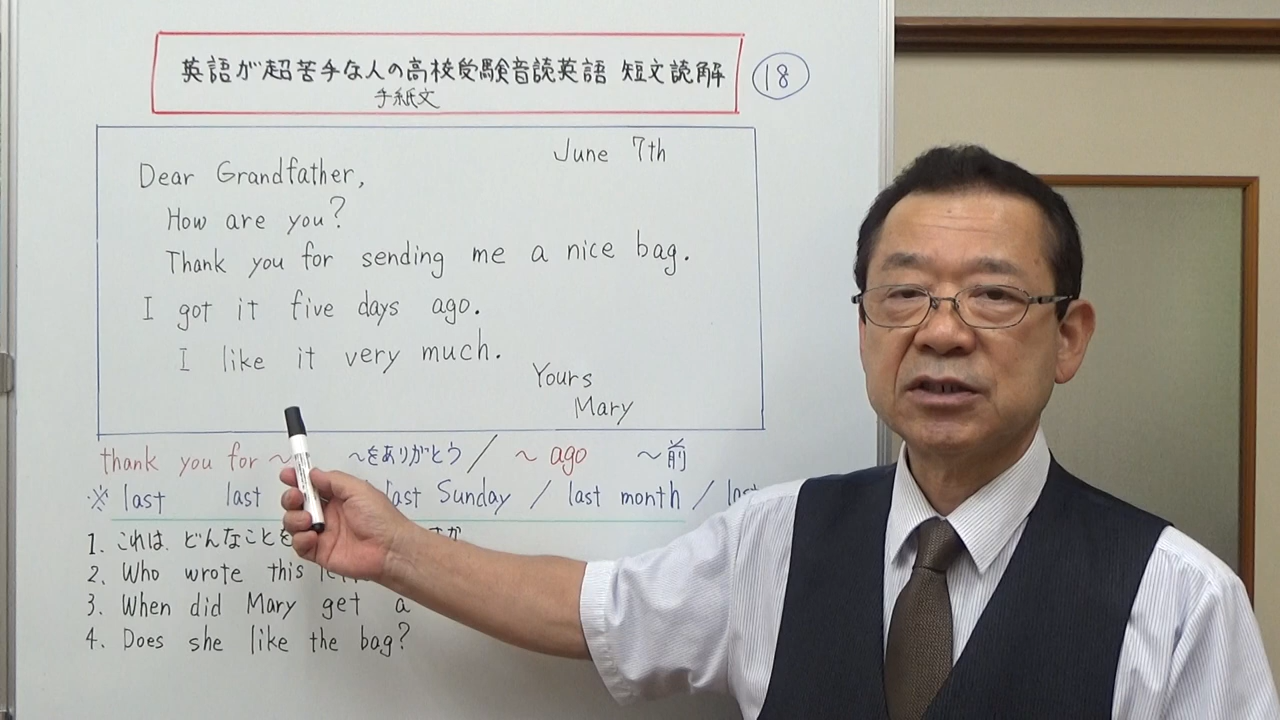 英語が超苦手な人の高校受験音読英語 短文読解
手紙文
18
June 7th
Dear Grandfather,
How are you?
Thank you for sending me a nice bag.
I got it five days ago.
I like it very much.
Yours
Mary
thank you for ~ ~をありがとう / ~ ago ~前
※ last last last Sunday / last month /
1. これは、どんなことを
2. Who wrote this
3. When did Mary get a
4. Does she like the bag?